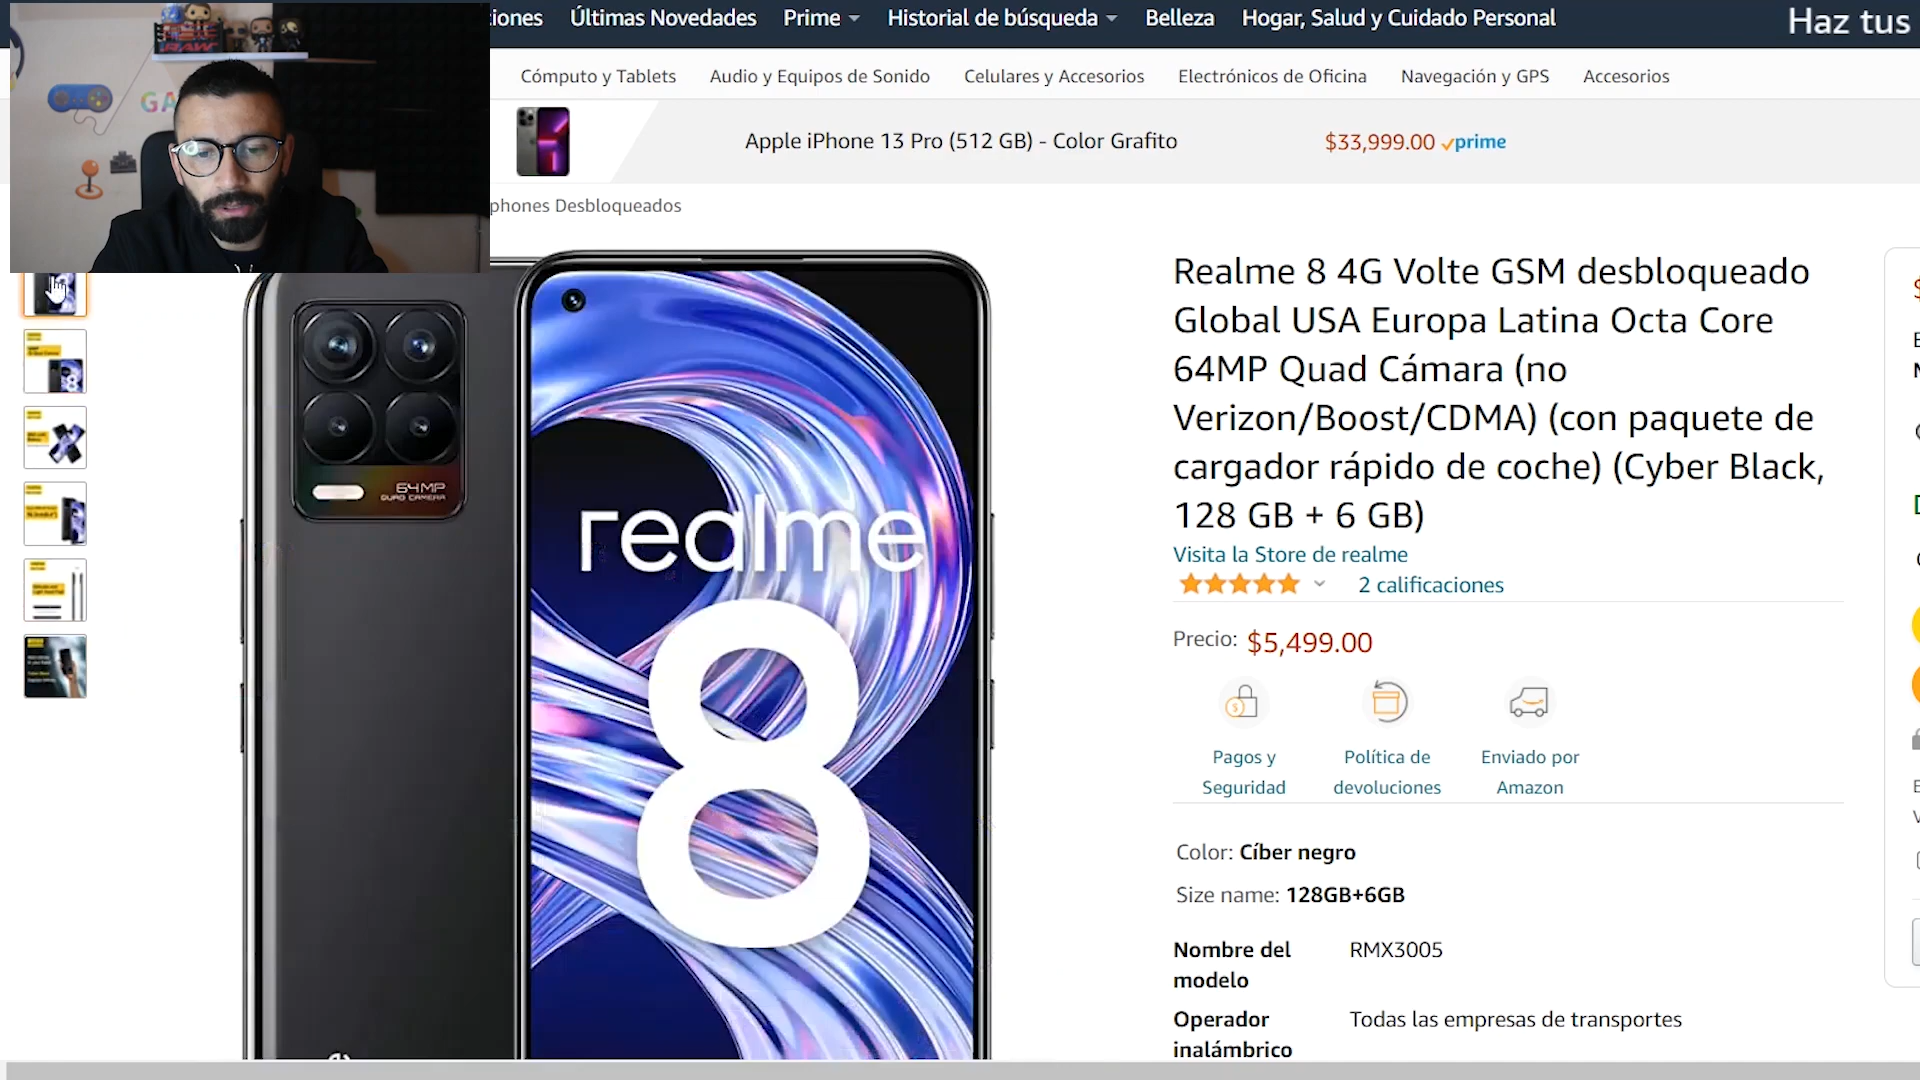 iones Últimas Novedades Prime Historial de búsqueda Belleza Hogar, Salud y Cuidado Personal Haz tus
Cómputo y Tablets Audio y Equipos de Sonido Celulares y Accesorios Electrónicos de Oficina Navegación y GPS Accesorios
Apple iPhone 13 Pro (512 GB) - Color Grafito $33,999.00 prime
phones Desbloqueados
RAW
GA
64MP
QUAD CAMERA
realme
8
Realme 8 4G Volte GSM desbloqueado
Global USA Europa Latina Octa Core
64MP Quad Cámara (no
Verizon/Boost/CDMA) (con paquete de
cargador rápido de coche) (Cyber Black,
128 GB + 6 GB)
Visita la Store de realme
2 calificaciones
Precio: $5,499.00
Pagos y
Seguridad
Política de
devoluciones
Enviado por
Amazon
Color: Cíber negro
Size name: 128GB+6GB
Nombre del
modelo
RMX3005
Operador
inalámbrico
Todas las empresas de transportes